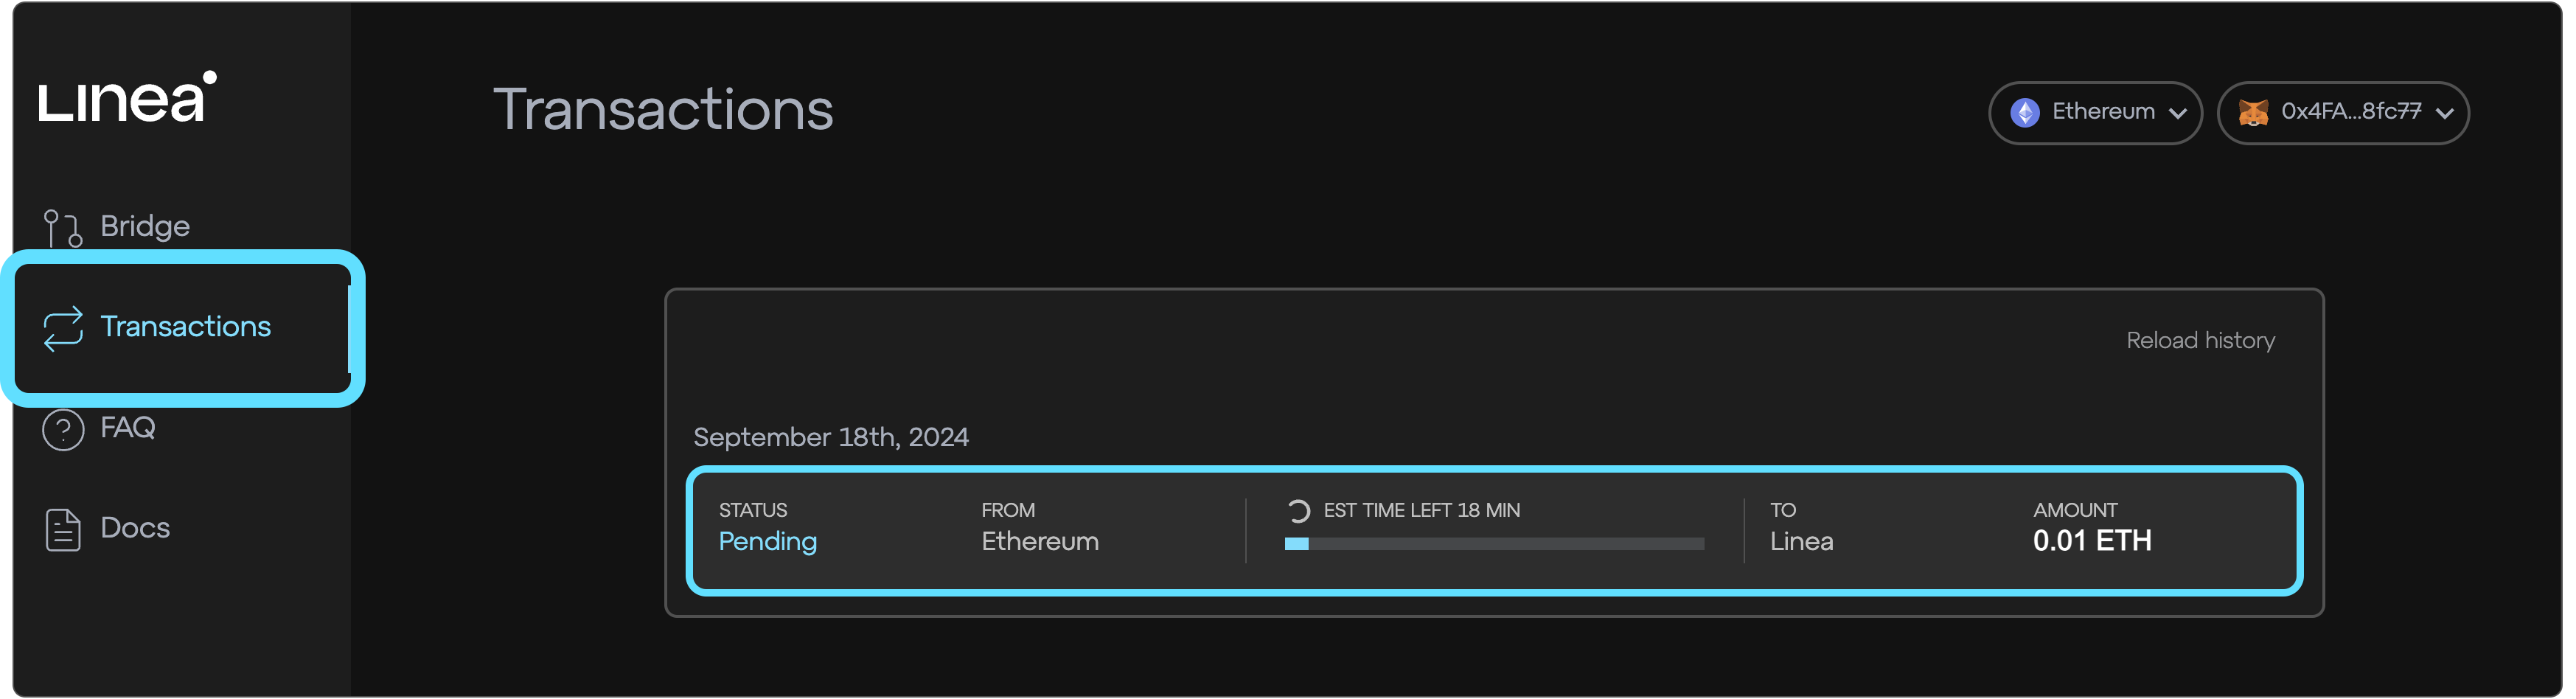 Linea
Transactions
Ethereum
0x4FA...8fc77
Bridge
Transactions
FAQ
Docs
Reload history
September 18th, 2024
STATUS
Pending
FROM
Ethereum
EST TIME LEFT 18 MIN
TO
Linea
AMOUNT
0.01 ETH